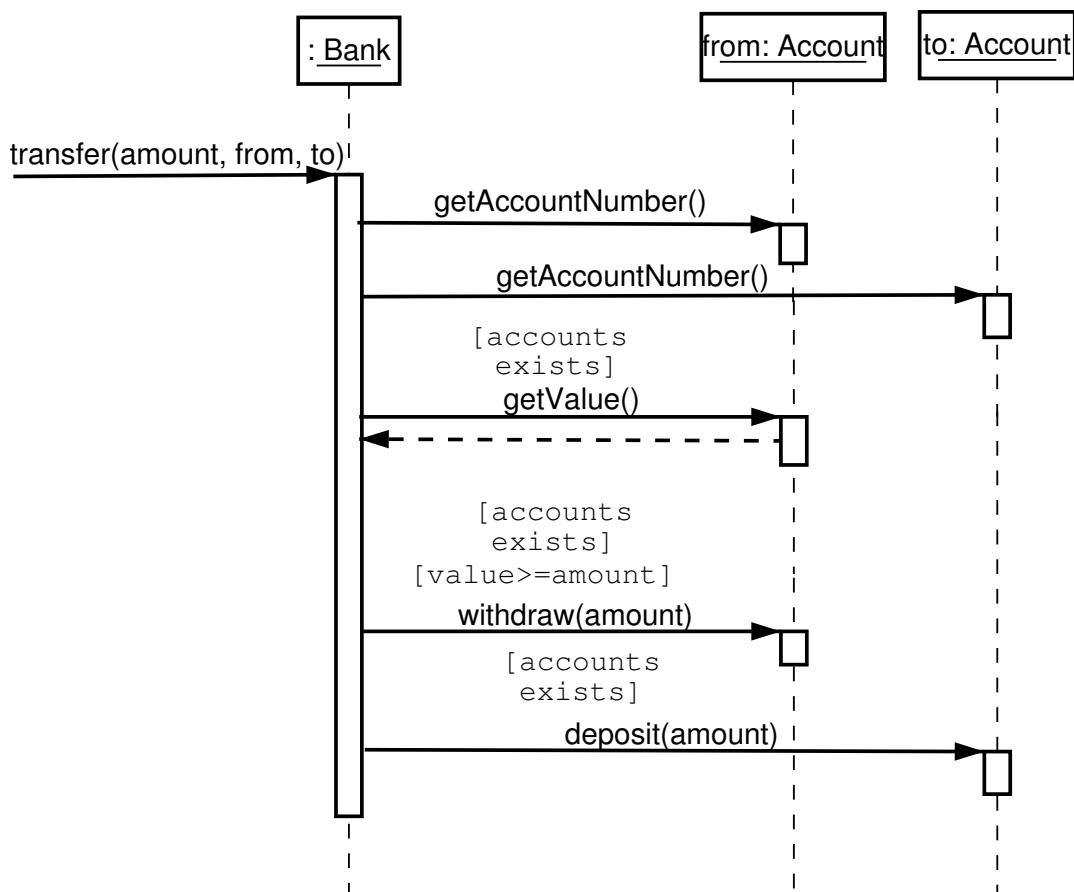 : Bank
from: Account
to: Account
transfer(amount, from, to)
getAccountNumber()
getAccountNumber()
[accounts
exists]
getValue()
[accounts
exists]
[value>=amount]
withdraw(amount)
[accounts
exists]
deposit(amount)